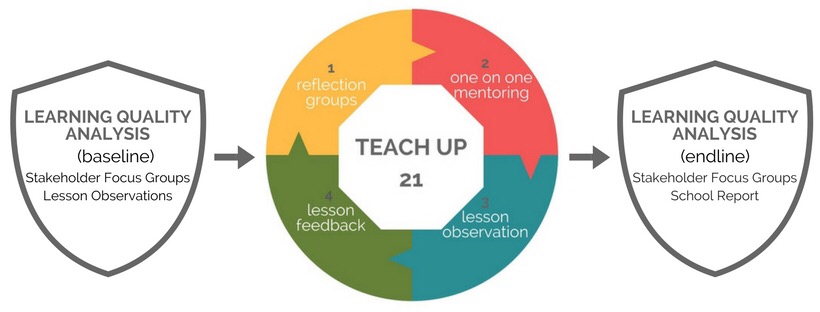 LEARNING QUALITY
ANALYSIS
(baseline)
Stakeholder Focus Groups
Lesson Observations
1
reflection
groups
2
one on one
mentoring
TEACH UP
21
3
lesson
observation
4
lesson
feedback
LEARNING QUALITY
ANALYSIS
(endline)
Stakeholder Focus Groups
School Report